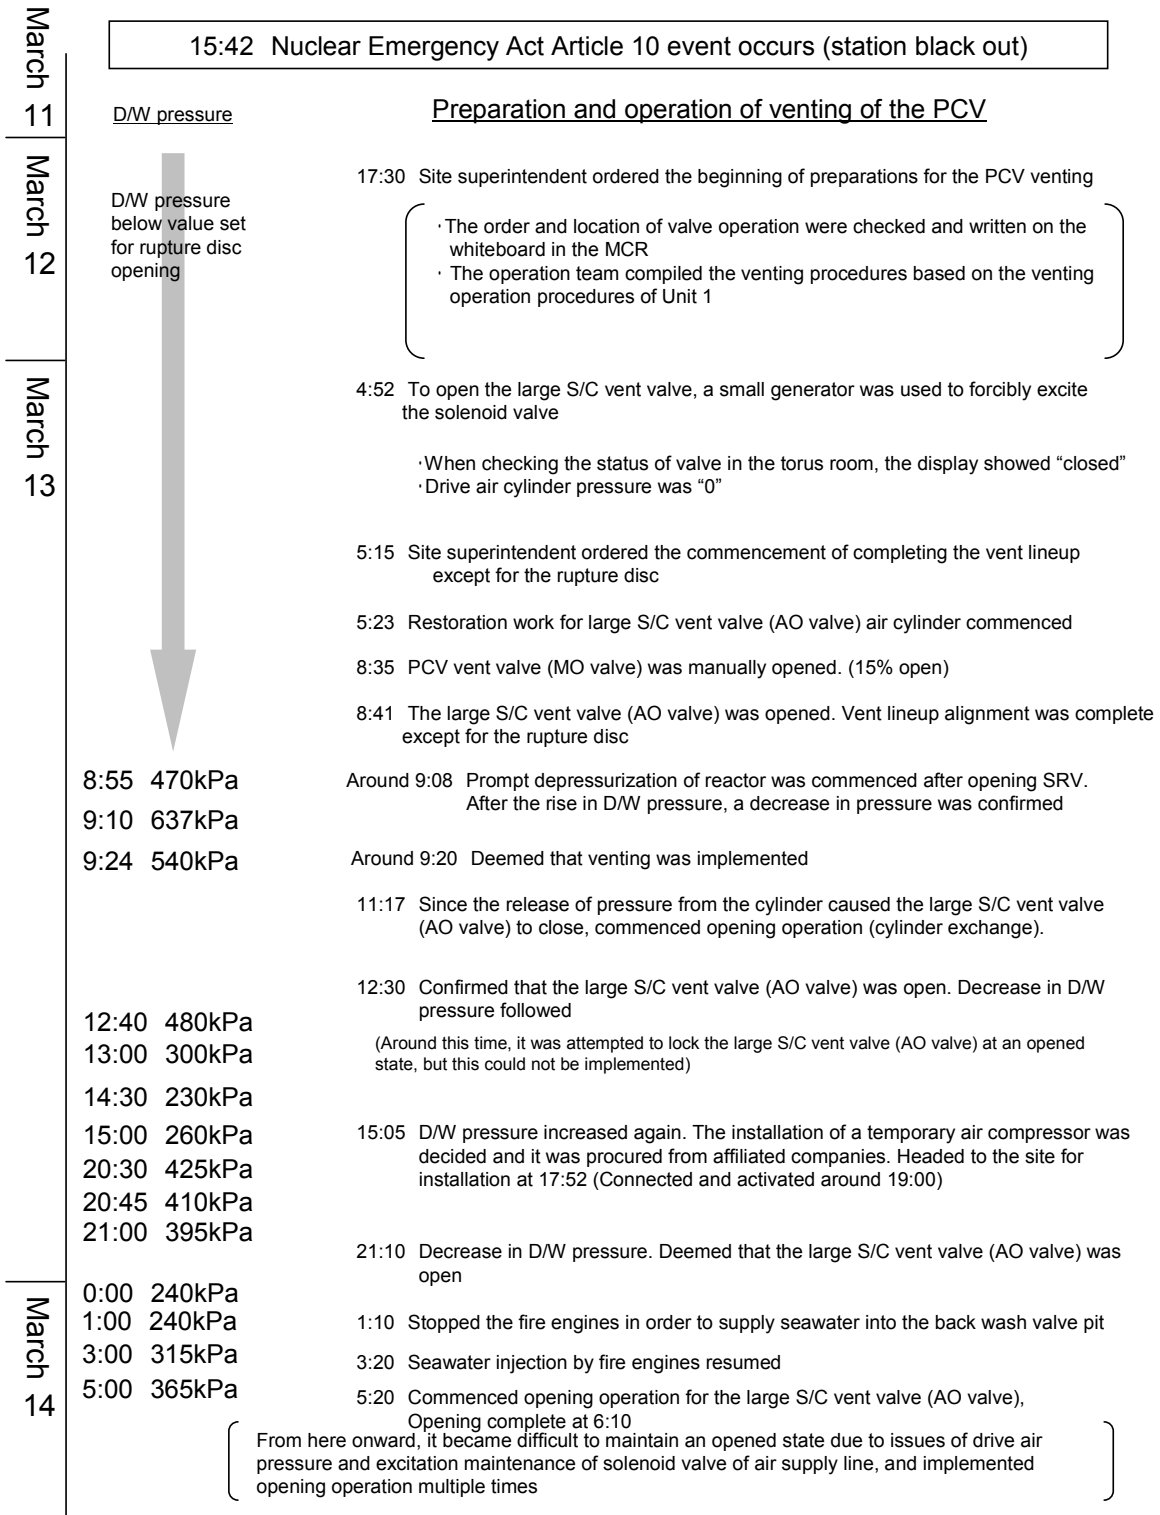 March 11
15:42 Nuclear Emergency Act Article 10 event occurs (station black out)
D/W pressure
Preparation and operation of venting of the PCV
March 12
D/W pressure
below value set
for rupture disc
opening
17:30 Site superintendent ordered the beginning of preparations for the PCV venting
・The order and location of valve operation were checked and written on the
whiteboard in the MCR
・ The operation team compiled the venting procedures based on the venting
operation procedures of Unit 1
March 13
4:52 To open the large S/C vent valve, a small generator was used to forcibly excite
the solenoid valve
・When checking the status of valve in the torus room, the display showed “closed”
・Drive air cylinder pressure was “0”
5:15 Site superintendent ordered the commencement of completing the vent lineup
except for the rupture disc
5:23 Restoration work for large S/C vent valve (AO valve) air cylinder commenced
8:35 PCV vent valve (MO valve) was manually opened. (15% open)
8:41 The large S/C vent valve (AO valve) was opened. Vent lineup alignment was complete
except for the rupture disc
8:55 470kPa
Around 9:08 Prompt depressurization of reactor was commenced after opening SRV.
After the rise in D/W pressure, a decrease in pressure was confirmed
9:10 637kPa
9:24 540kPa
Around 9:20 Deemed that venting was implemented
11:17 Since the release of pressure from the cylinder caused the large S/C vent valve
(AO valve) to close, commenced opening operation (cylinder exchange).
12:30 Confirmed that the large S/C vent valve (AO valve) was open. Decrease in D/W
pressure followed
12:40 480kPa
(Around this time, it was attempted to lock the large S/C vent valve (AO valve) at an opened
state, but this could not be implemented)
13:00 300kPa
14:30 230kPa
15:00 260kPa
15:05 D/W pressure increased again. The installation of a temporary air compressor was
decided and it was procured from affiliated companies. Headed to the site for
installation at 17:52 (Connected and activated around 19:00)
20:30 425kPa
20:45 410kPa
21:00 395kPa
21:10 Decrease in D/W pressure. Deemed that the large S/C vent valve (AO valve) was
open
March 14
0:00 240kPa
1:00 240kPa
1:10 Stopped the fire engines in order to supply seawater into the back wash valve pit
3:00 315kPa
3:20 Seawater injection by fire engines resumed
5:00 365kPa
5:20 Commenced opening operation for the large S/C vent valve (AO valve),
Opening complete at 6:10
From here onward, it became difficult to maintain an opened state due to issues of drive air
pressure and excitation maintenance of solenoid valve of air supply line, and implemented
opening operation multiple times